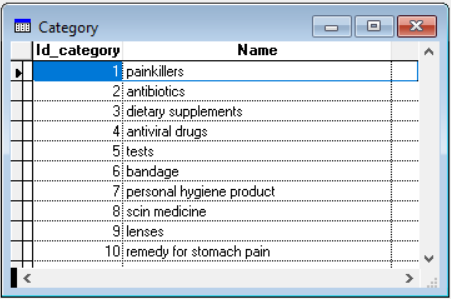 Category
Id_category Name
1 painkillers
2 antibiotics
3 dietary supplements
4 antiviral drugs
5 tests
6 bandage
7 personal hygiene product
8 scin medicine
9 lenses
10 remedy for stomach pain